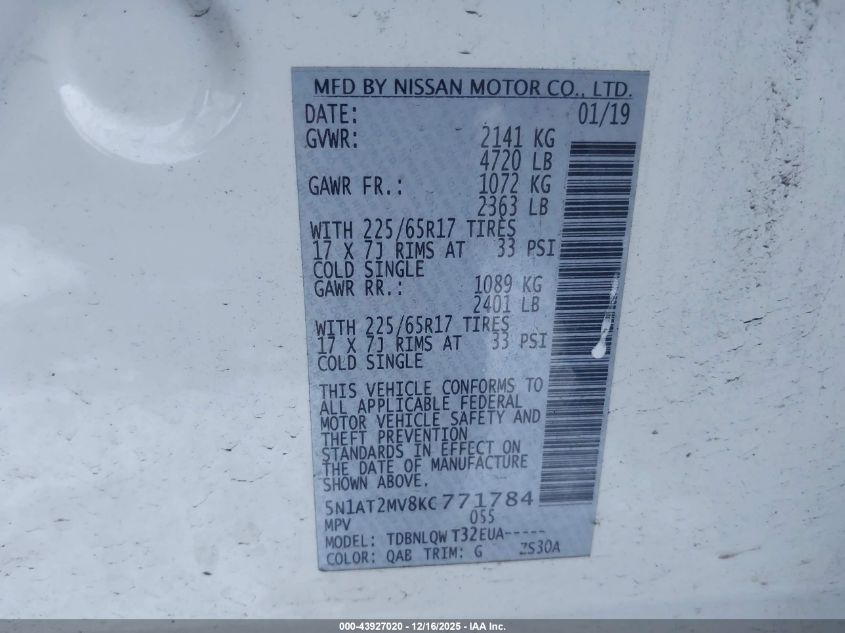 MFD BY NISSAN MOTOR CO., LTD.
DATE: 01/19
GVWR: 2141 KG
4720 LB
GAWR FR.: 1072 KG
2363 LB
WITH 225/65R17 TIRES
17 X 7J RIMS AT 33 PSI
COLD SINGLE
GAWR RR.: 1089 KG
2401 LB
WITH 225/65R17 TIRES
17 X 7J RIMS AT 33 PSI
COLD SINGLE
THIS VEHICLE CONFORMS TO
ALL APPLICABLE FEDERAL
MOTOR VEHICLE SAFETY AND
THEFT PREVENTION
STANDARDS IN EFFECT ON
THE DATE OF MANUFACTURE
SHOWN ABOVE.
5N1AT2MV8KC771784
MPV 055
MODEL: TDBNLQW T32EUA-----
COLOR: QAB TRIM: G ZS30A
000-43927020 - 12/16/2025 - IAA Inc.